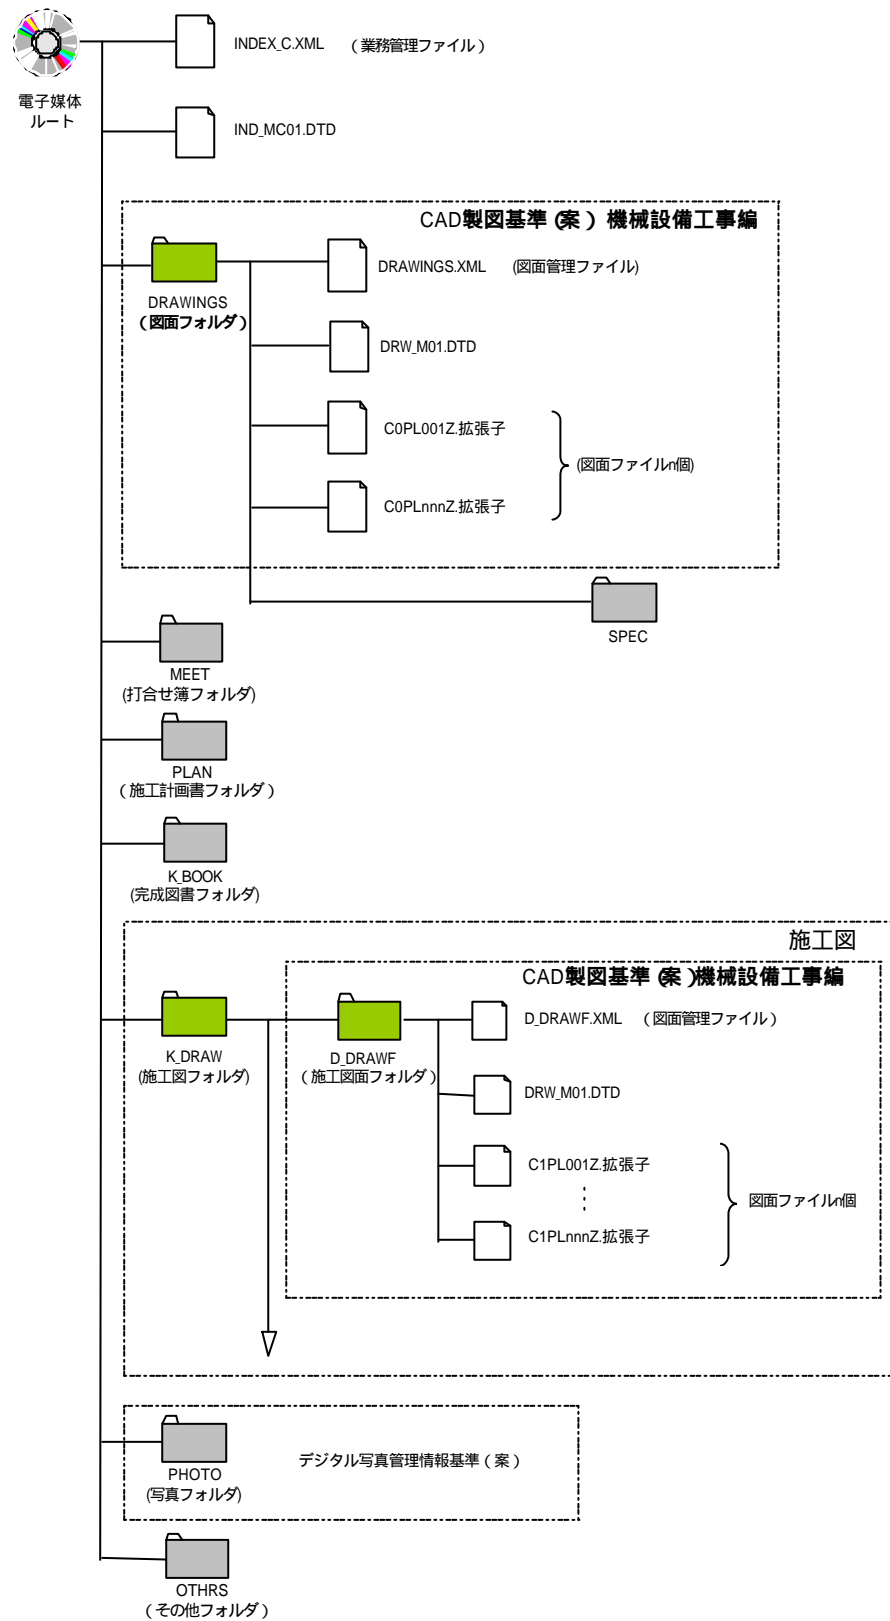 INDEX_C.XML （業務管理ファイル）
電子媒体
ルート
IND_MC01.DTD
CAD製図基準（案）機械設備工事編
DRAWINGS.XML (図面管理ファイル)
DRAWINGS
（図面フォルダ）
DRW_M01.DTD
C0PL001Z.拡張子
(図面ファイルn個)
C0PLnnnZ.拡張子
SPEC
MEET
(打合せ簿フォルダ)
PLAN
（施工計画書フォルダ）
K_BOOK
(完成図書フォルダ)
施工図
CAD製図基準（案）機械設備工事編
D_DRAWF.XML （図面管理ファイル）
K_DRAW
(施工図フォルダ)
D_DRAWF
（施工図面フォルダ）
DRW_M01.DTD
C1PL001Z.拡張子
図面ファイルn個
C1PLnnnZ.拡張子
デジタル写真管理情報基準（案）
PHOTO
(写真フォルダ)
OTHRS
（その他フォルダ）